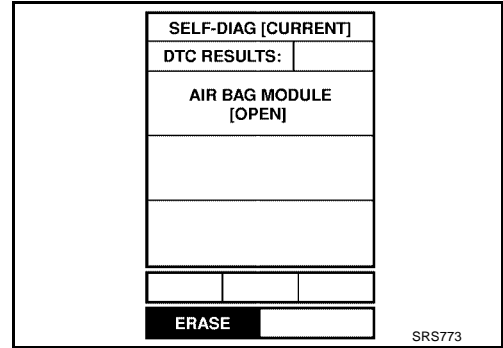 SELF-DIAG [CURRENT]
DTC RESULTS:
AIR BAG MODULE
[OPEN]
ERASE
SRS773